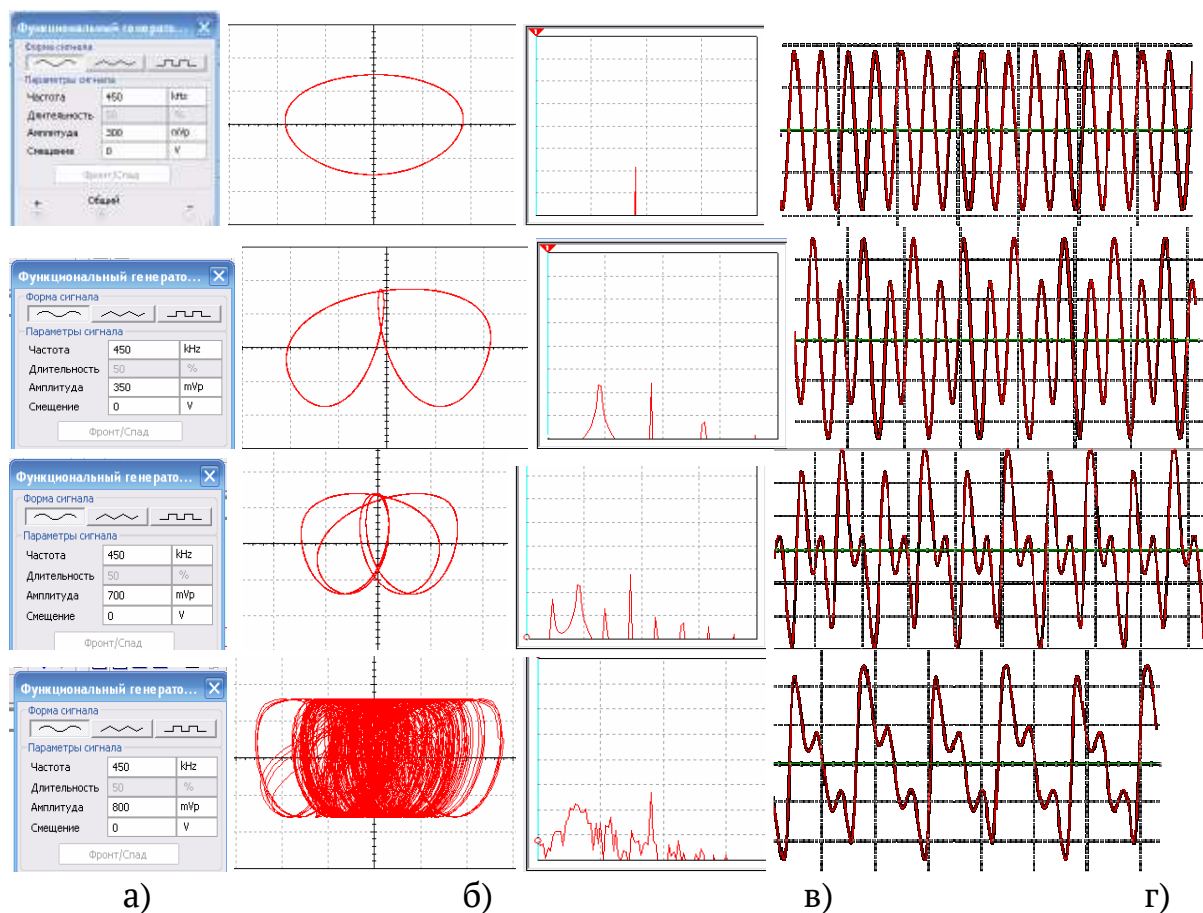 Функциональный генерато...
Форма сигнала
Параметры сигнала
Частота 450 kHz
Длительность 50 %
Амплитуда 300 mVp
Смещение 0 V
Фронт/Спад
+ Общий -
1
Функциональный генерато...
Форма сигнала
Параметры сигнала
Частота 450 kHz
Длительность 50 %
Амплитуда 350 mVp
Смещение 0 V
Фронт/Спад
1
Функциональный генерато...
Форма сигнала
Параметры сигнала
Частота 450 kHz
Длительность 50 %
Амплитуда 700 mVp
Смещение 0 V
Фронт/Спад
Функциональный генерато...
Форма сигнала
Параметры сигнала
Частота 450 kHz
Длительность 50 %
Амплитуда 800 mVp
Смещение 0 V
Фронт/Спад
а) б) в) г)